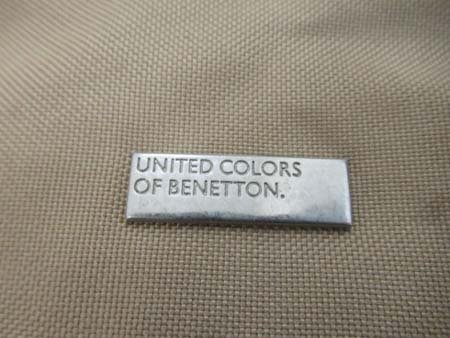 UNITED COLORS
OF BENETTON.